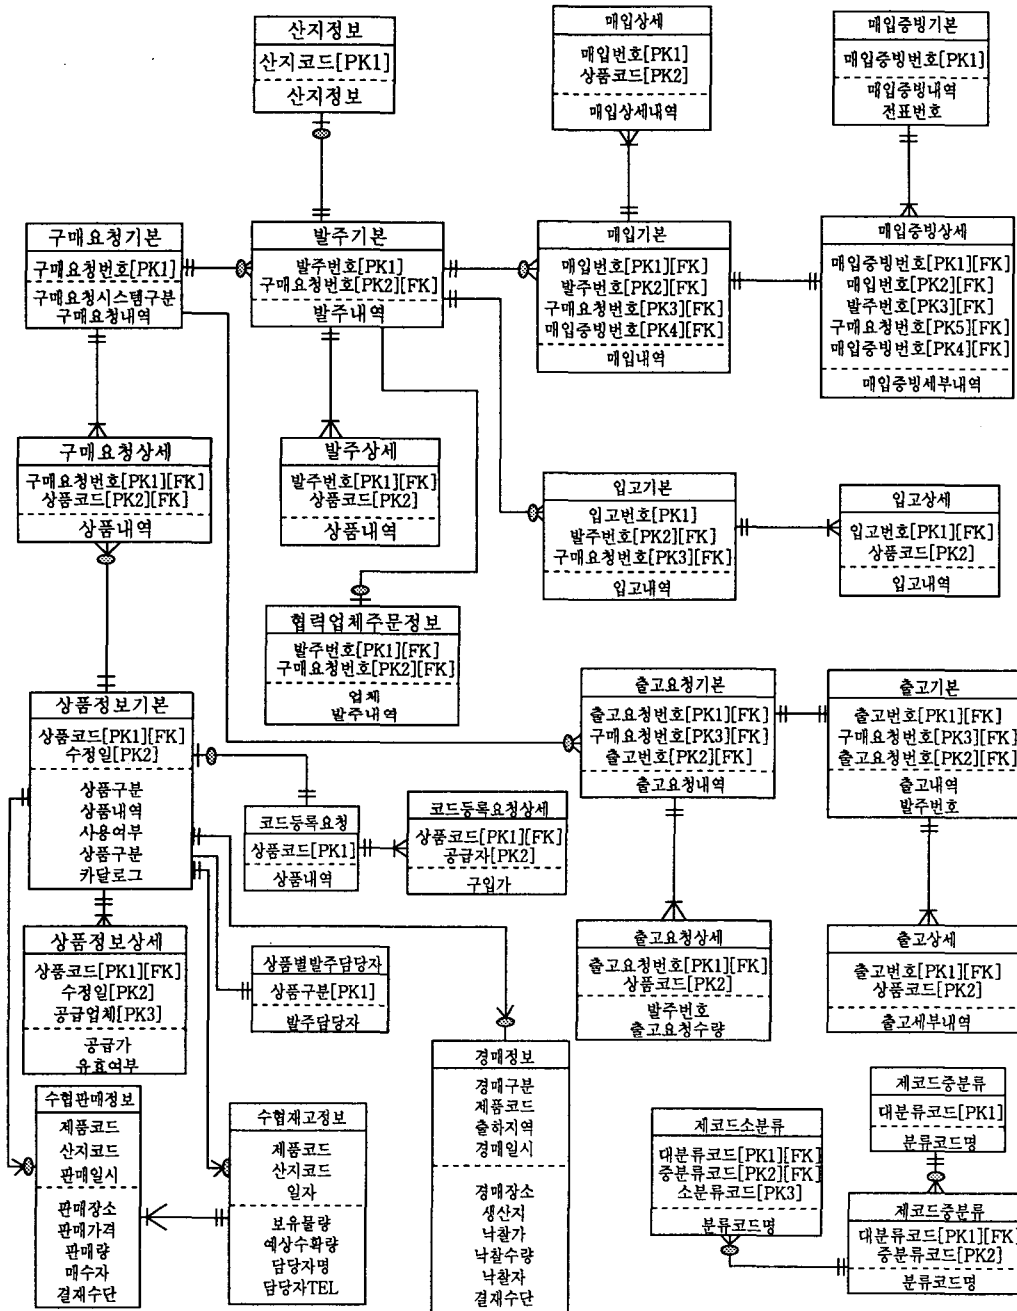 산지정보
산지코드[PK1]
산지정보
매입상세
매입번호[PK1]
상품코드[PK2]
매입상세내역
매입증빙기본
매입증빙번호[PK1]
매입증빙내역
전표번호
구매요청기본
구매요청번호[PK1]
구매요청시스템구분
구매요청내역
발주기본
발주번호[PK1]
구매요청번호[PK2][FK]
발주내역
매입기본
매입번호[PK1][FK]
발주번호[PK2][FK]
구매요청번호[PK3][FK]
매입증빙번호[PK4][FK]
매입내역
매입증빙상세
매입증빙번호[PK1][FK]
매입번호[PK2][FK]
발주번호[PK3][FK]
구매요청번호[PK5][FK]
매입증빙번호[PK4][FK]
매입증빙세부내역
구매요청상세
구매요청번호[PK1][FK]
상품코드[PK2][FK]
상품내역
발주상세
발주번호[PK1][FK]
상품코드[PK2]
상품내역
입고기본
입고번호[PK1]
발주번호[PK2][FK]
구매요청번호[PK3][FK]
입고내역
입고상세
입고번호[PK1][FK]
상품코드[PK2]
입고내역
협력업체주문정보
발주번호[PK1][FK]
구매요청번호[PK2][FK]
업체
발주내역
상품정보기본
상품코드[PK1][FK]
수정일[PK2]
상품구분
상품내역
사용여부
상품구분
카달로그
출고요청기본
출고요청번호[PK1][FK]
구매요청번호[PK3][FK]
출고번호[PK2][FK]
출고요청내역
출고기본
출고번호[PK1][FK]
구매요청번호[PK3][FK]
출고요청번호[PK2][FK]
출고내역
발주번호
코드등록요청
상품코드[PK1]
상품내역
코드등록요청상세
상품코드[PK1][FK]
공급자[PK2]
구입가
상품정보상세
상품코드[PK1][FK]
수정일[PK2]
공급업체[PK3]
공급가
유효여부
상품별발주담당자
상품구분[PK1]
발주담당자
출고요청상세
출고요청번호[PK1][FK]
상품코드[PK2]
발주번호
출고요청수량
출고상세
출고번호[PK1][FK]
상품코드[PK2]
출고세부내역
경매정보
경매구분
제품코드
출하지역
경매일시
경매장소
생산지
낙찰가
낙찰수량
낙찰자
결재수단
수협판매정보
제품코드
산지코드
판매일시
판매장소
판매가격
판매량
매수자
결재수단
수협재고정보
제품코드
산지코드
일자
보유물량
예상수확량
담당자명
담당자TEL
제코드소분류
대분류코드[PK1][FK]
중분류코드[PK2][FK]
소분류코드[PK3]
분류코드명
제코드중분류
대분류코드[PK1]
분류코드명
제코드중분류
대분류코드[PK1][FK]
중분류코드[PK2]
분류코드명